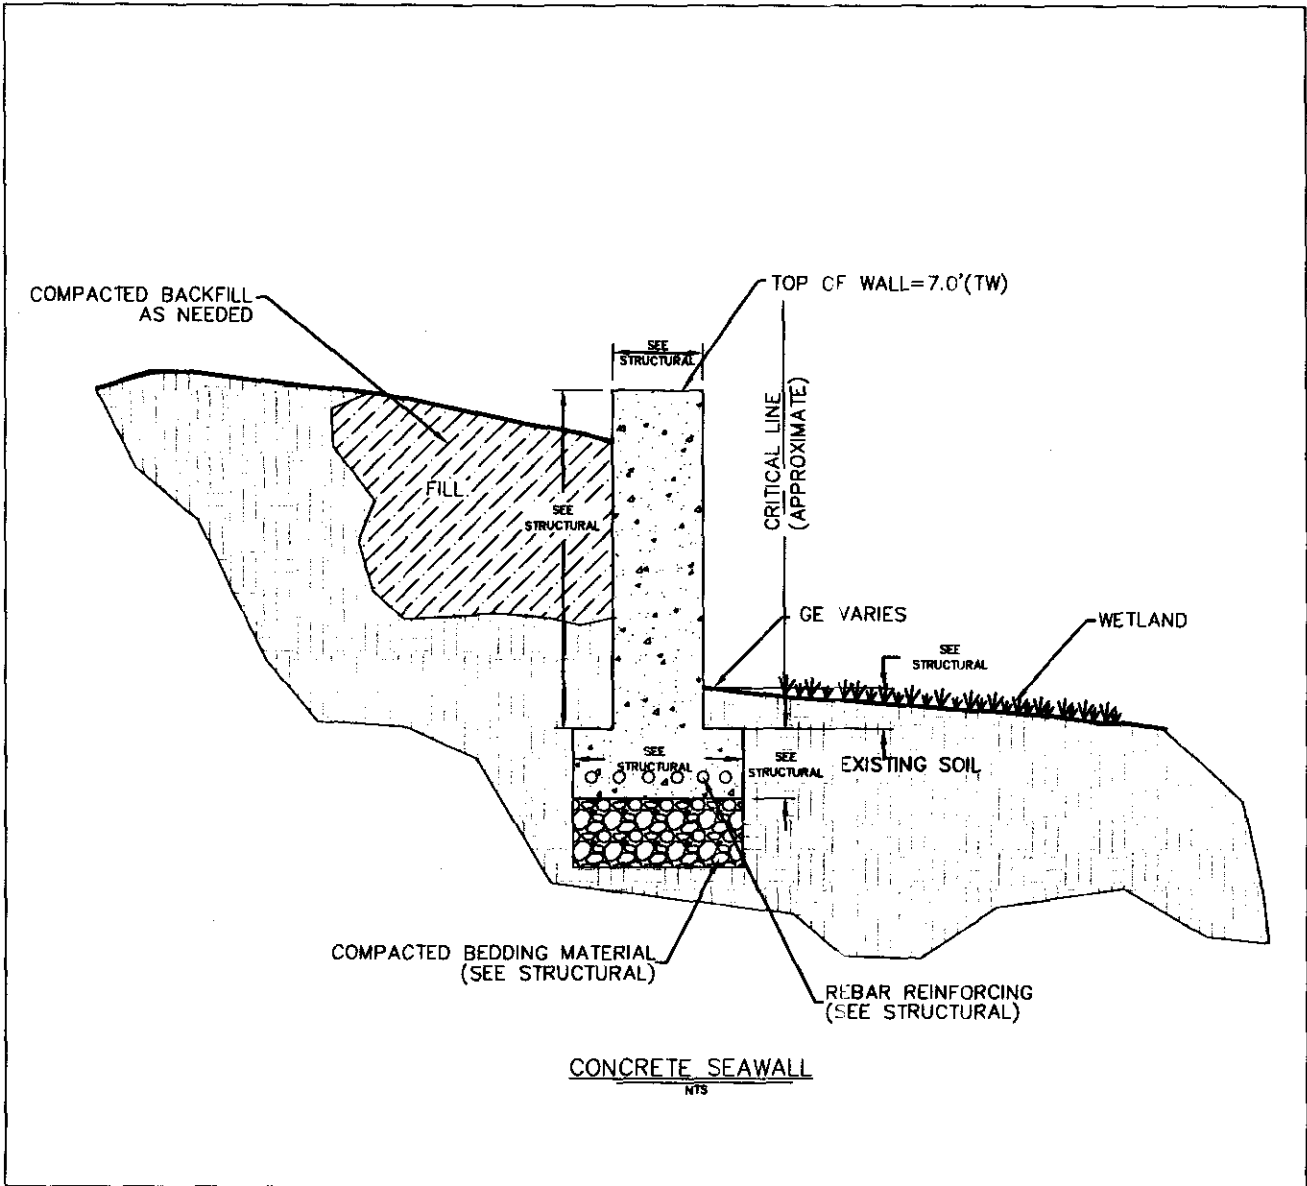 TOP OF WALL=7.0'(TW)
COMPACTED BACKFILL
AS NEEDED
SEE
STRUCTURAL
CRITICAL LINE
(APPROXIMATE)
FILL
SEE
STRUCTURAL
GE VARIES
WETLAND
SEE
STRUCTURAL
SEE
STRUCTURAL
SEE
STRUCTURAL
EXISTING SOIL
COMPACTED BEDDING MATERIAL
(SEE STRUCTURAL)
REBAR REINFORCING
(SEE STRUCTURAL)
CONCRETE SEAWALL
NTS